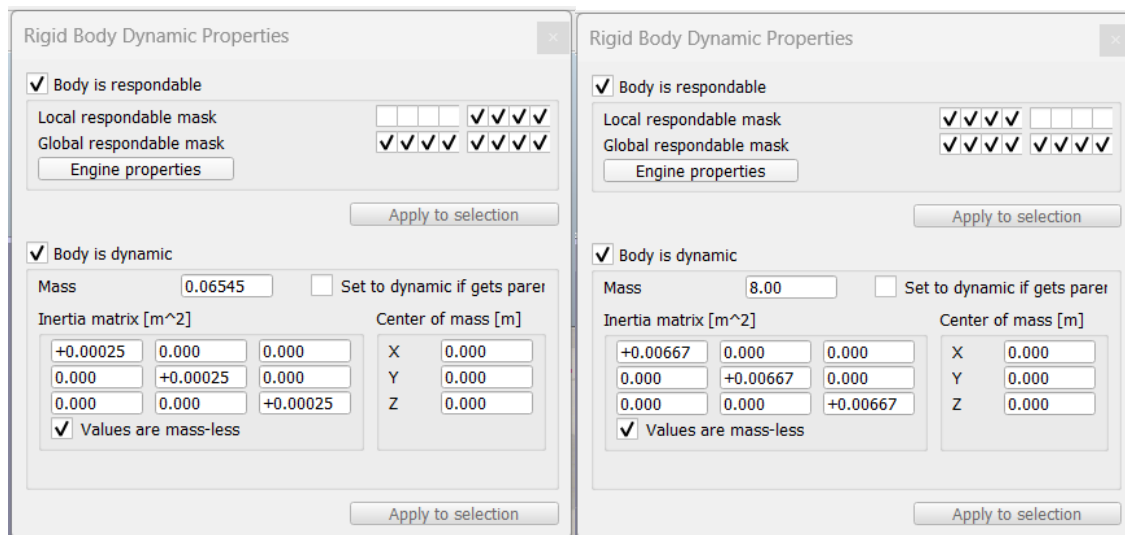 Rigid Body Dynamic Properties
Body is respondable
Local respondable mask
Global respondable mask
Engine properties
Apply to selection
Body is dynamic
Mass 0.06545 Set to dynamic if gets parer
Inertia matrix [m^2] Center of mass [m]
+0.00025 0.000 0.000 X 0.000
0.000 +0.00025 0.000 Y 0.000
0.000 0.000 +0.00025 Z 0.000
Values are mass-less
Apply to selection
Rigid Body Dynamic Properties
Body is respondable
Local respondable mask
Global respondable mask
Engine properties
Apply to selection
Body is dynamic
Mass 8.00 Set to dynamic if gets parer
Inertia matrix [m^2] Center of mass [m]
+0.00667 0.000 0.000 X 0.000
0.000 +0.00667 0.000 Y 0.000
0.000 0.000 +0.00667 Z 0.000
Values are mass-less
Apply to selection